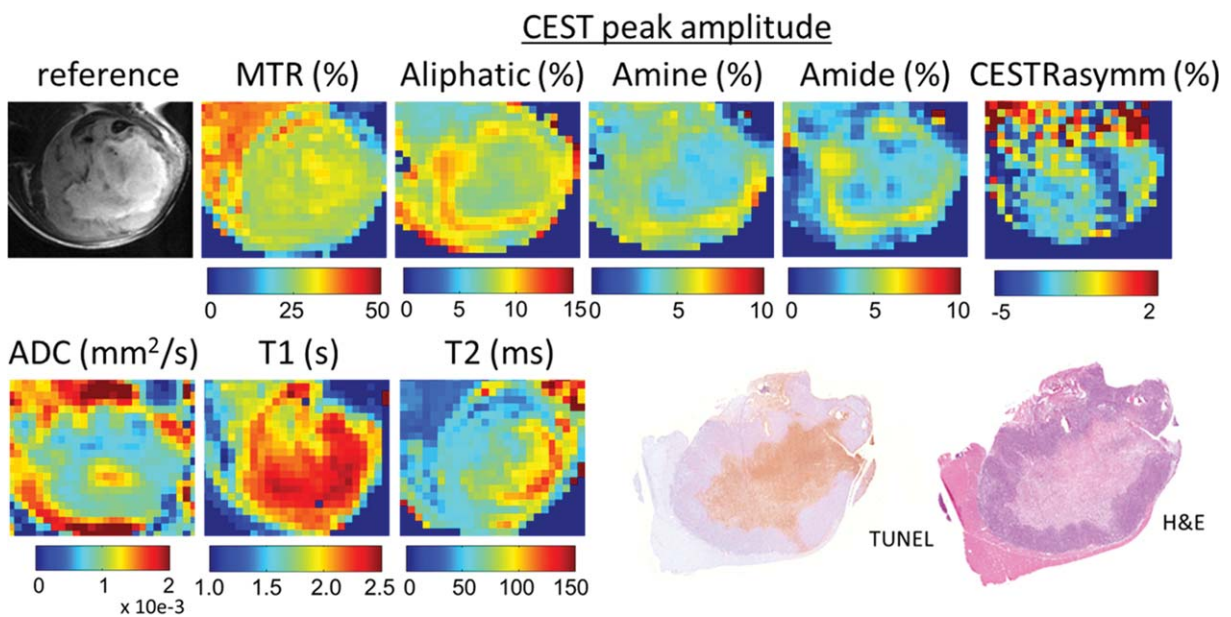 CEST peak amplitude
reference MTR (%) Aliphatic (%) Amine (%) Amide (%) CESTRasymm (%)
0 25 50 0 5 10 15 0 5 10 0 5 10 -5 2
ADC (mm²/s) T1 (s) T2 (ms)
TUNEL H&E
0 1 2 1.0 1.5 2.0 2.5 0 50 100 150
x 10e-3